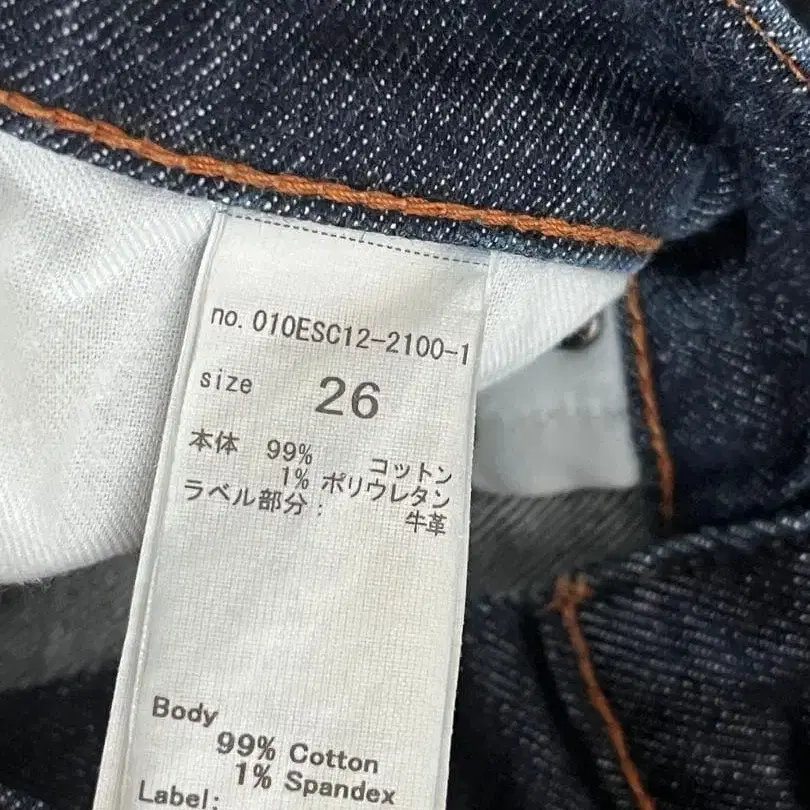 no. 010ESC12-2100-1
size 26
本体 99% コットン
1% ポリウレタン
ラベル部分: 牛革
Body
99% Cotton
1% Spandex
Label: